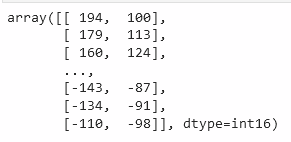 array([[ 194,  100],
       [ 179,  113],
       [ 160,  124],
       ...,
       [-143,  -87],
       [-134,  -91],
       [-110,  -98]], dtype=int16)